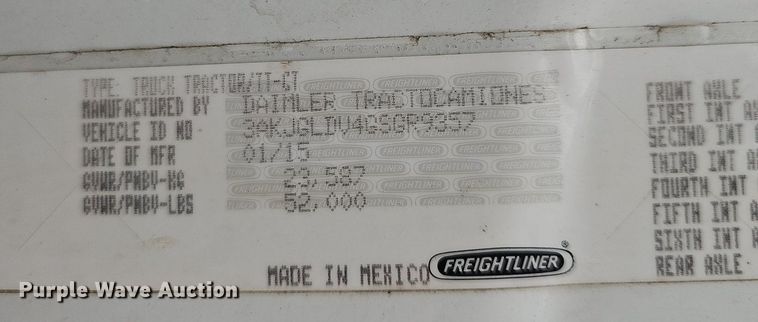 TYPE: TRUCK TRACTOR/TT-CT
MANUFACTURED BY DAIMLER TRACTOCAMIONES
VEHICLE ID NO 3AKJGLDV4GSGR9357
DATE OF MFR 01/15
GVWR/PNBV-KG 23,587
GVWR/PNBV-LBS 52,000
MADE IN MEXICO FREIGHTLINER®
FRONT AXLE
FIRST INT
SECOND INT
THIRD INT
FOURTH INT
FIFTH INT
SIXTH INT
REAR AXLE
Purple Wave Auction